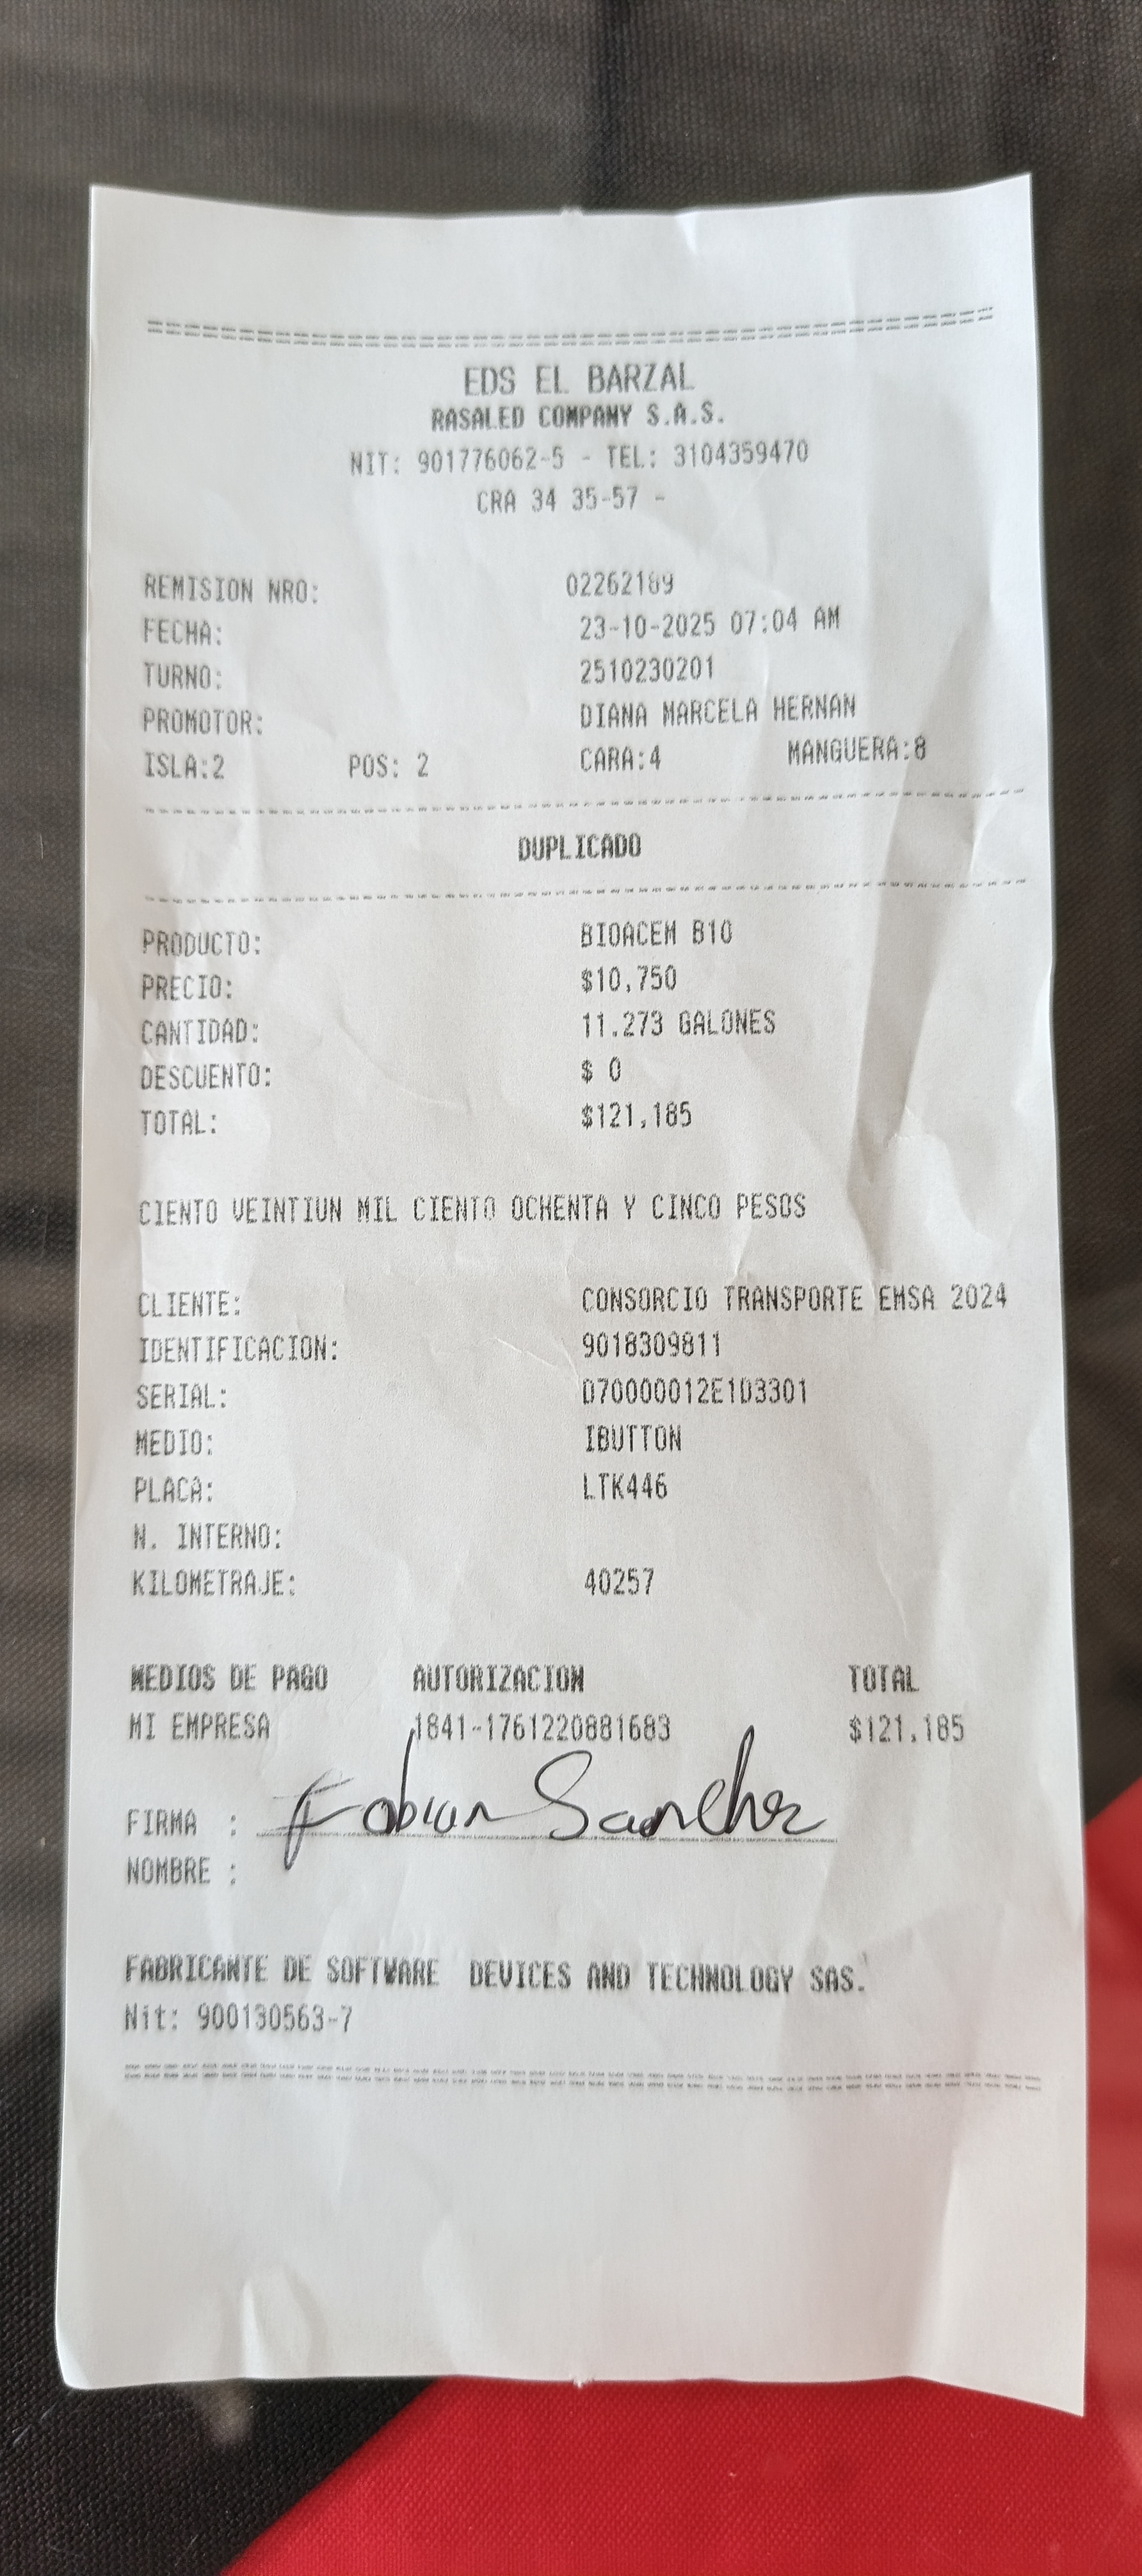 EDS EL BARZAL
RASALED COMPANY S.A.S.
NIT: 901776062-5 - TEL: 3104359470
CRA 34 35-57 -
REMISION NRO: 02262189
FECHA: 23-10-2025 07:04 AM
TURNO: 2510230201
PROMOTOR: DIANA MARCELA HERNAN
ISLA:2 POS: 2 CARA:4 MANGUERA:8
DUPLICADO
PRODUCTO: BIOACEM B10
PRECIO: $10,750
CANTIDAD: 11.273 GALONES
DESCUENTO: $ 0
TOTAL: $121,185
CIENTO VEINTIUN MIL CIENTO OCHENTA Y CINCO PESOS
CLIENTE: CONSORCIO TRANSPORTE EMSA 2024
IDENTIFICACION: 9018309811
SERIAL: D70000012E1D3301
MEDIO: IBUTTON
PLACA: LTK446
N. INTERNO:
KILOMETRAJE: 40257
MEDIOS DE PAGO AUTORIZACION TOTAL
MI EMPRESA 1841-1761220881683 $121,185
FIRMA : Fabian Sanchez
NOMBRE :
FABRICANTE DE SOFTWARE DEVICES AND TECHNOLOGY SAS.
Nit: 900130563-7